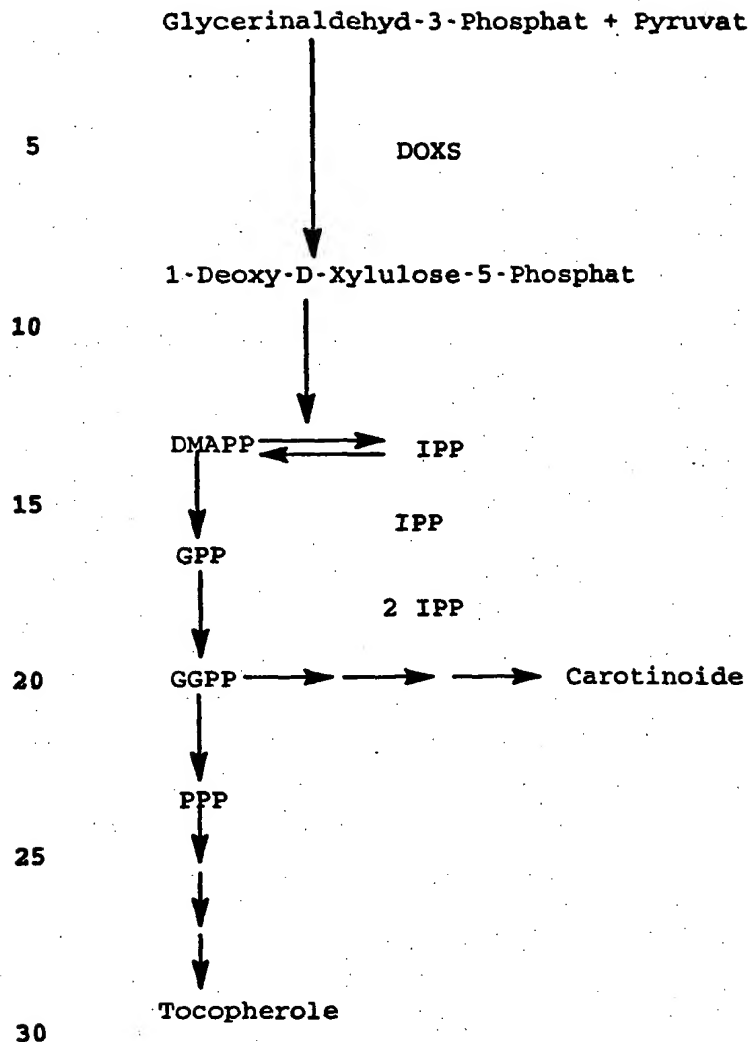 Glycerinaldehyd-3-Phosphat + Pyruvat
5 DOXS
1-Deoxy-D-Xylulose-5-Phosphat
10
DMAPP IPP
15
IPP
GPP
2 IPP
20 GGPP Carotinoide
PPP
25
Tocopherole
30